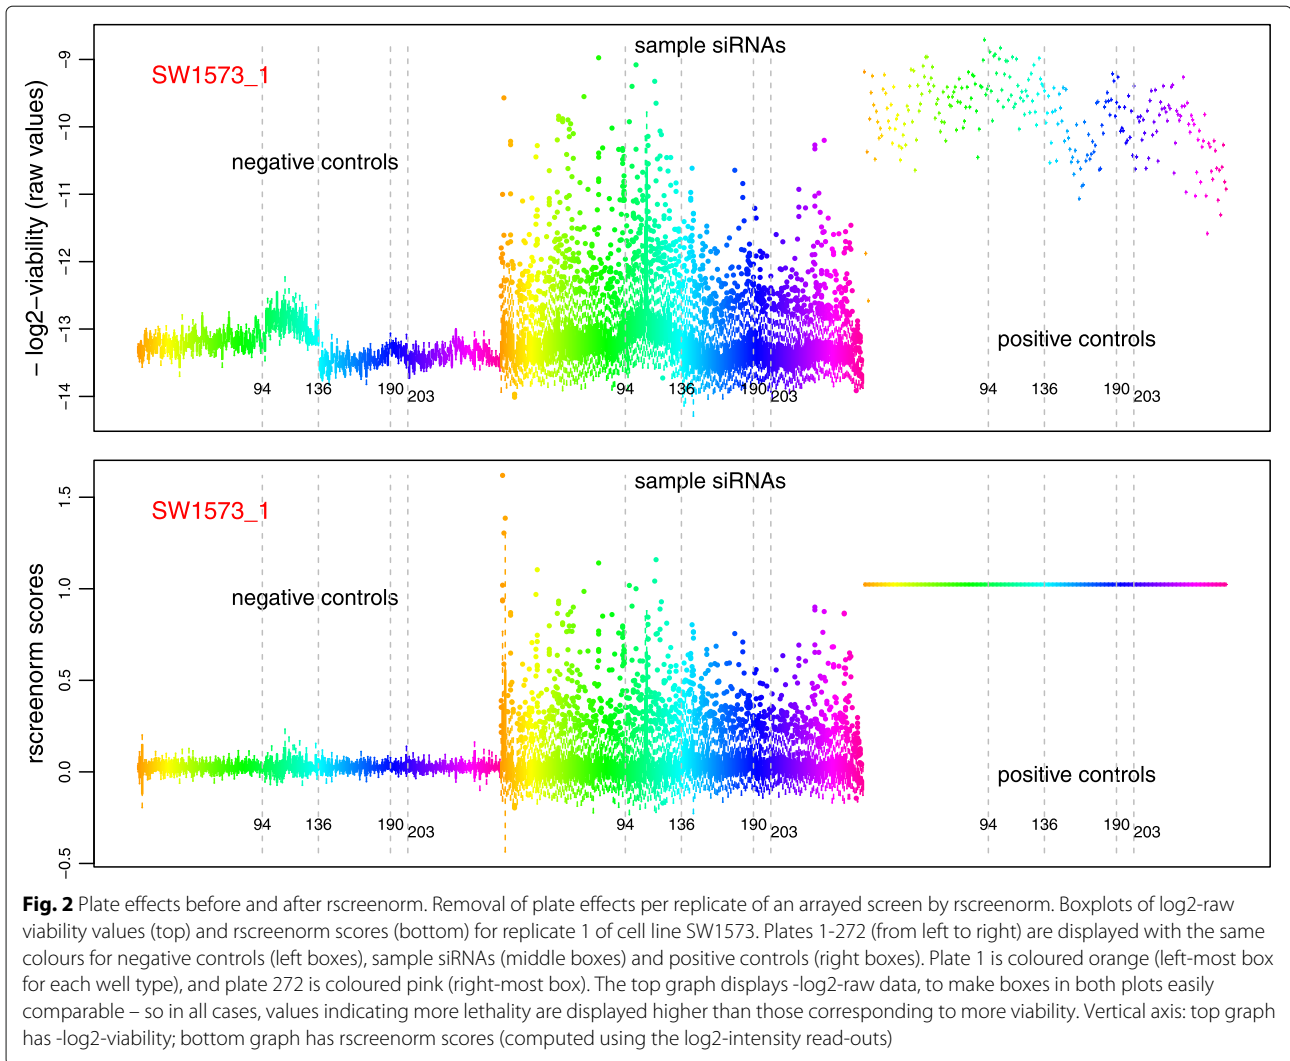 sample siRNAs
SW1573_1
negative controls
positive controls
− log2−viability (raw values)
−9
−10
−11
−12
−13
−14
94 136 190 203 94 136 190 203 94 136 190 203
sample siRNAs
SW1573_1
negative controls
positive controls
rscreenorm scores
1.5
1.0
0.5
0.0
−0.5
94 136 190 203 94 136 190 203 94 136 190 203
Fig. 2 Plate effects before and after rscreenorm. Removal of plate effects per replicate of an arrayed screen by rscreenorm. Boxplots of log2-raw
viability values (top) and rscreenorm scores (bottom) for replicate 1 of cell line SW1573. Plates 1-272 (from left to right) are displayed with the same
colours for negative controls (left boxes), sample siRNAs (middle boxes) and positive controls (right boxes). Plate 1 is coloured orange (left-most box
for each well type), and plate 272 is coloured pink (right-most box). The top graph displays -log2-raw data, to make boxes in both plots easily
comparable – so in all cases, values indicating more lethality are displayed higher than those corresponding to more viability. Vertical axis: top graph
has -log2-viability; bottom graph has rscreenorm scores (computed using the log2-intensity read-outs)